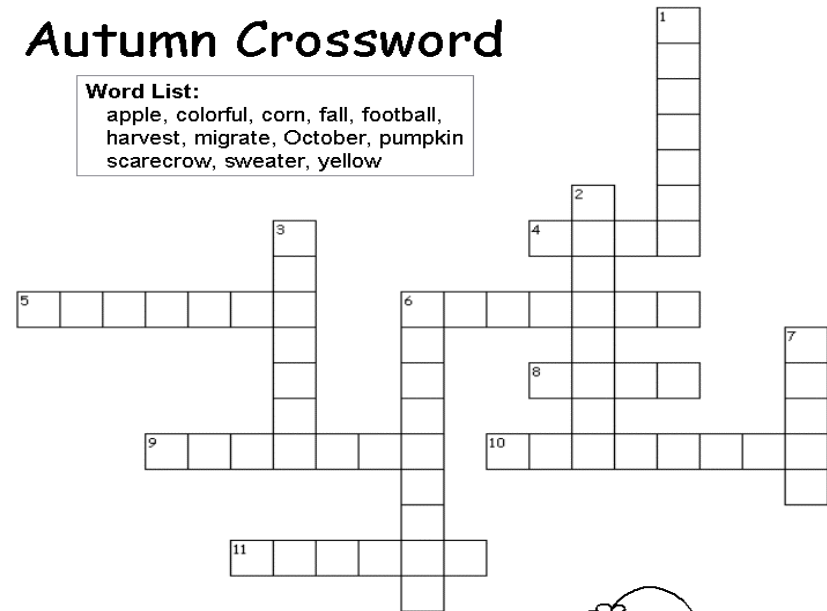 Autumn Crossword
Word List:
apple, colorful, corn, fall, football,
harvest, migrate, October, pumpkin
scarecrow, sweater, yellow
1
2
3
4
5
6
7
8
9
10
11